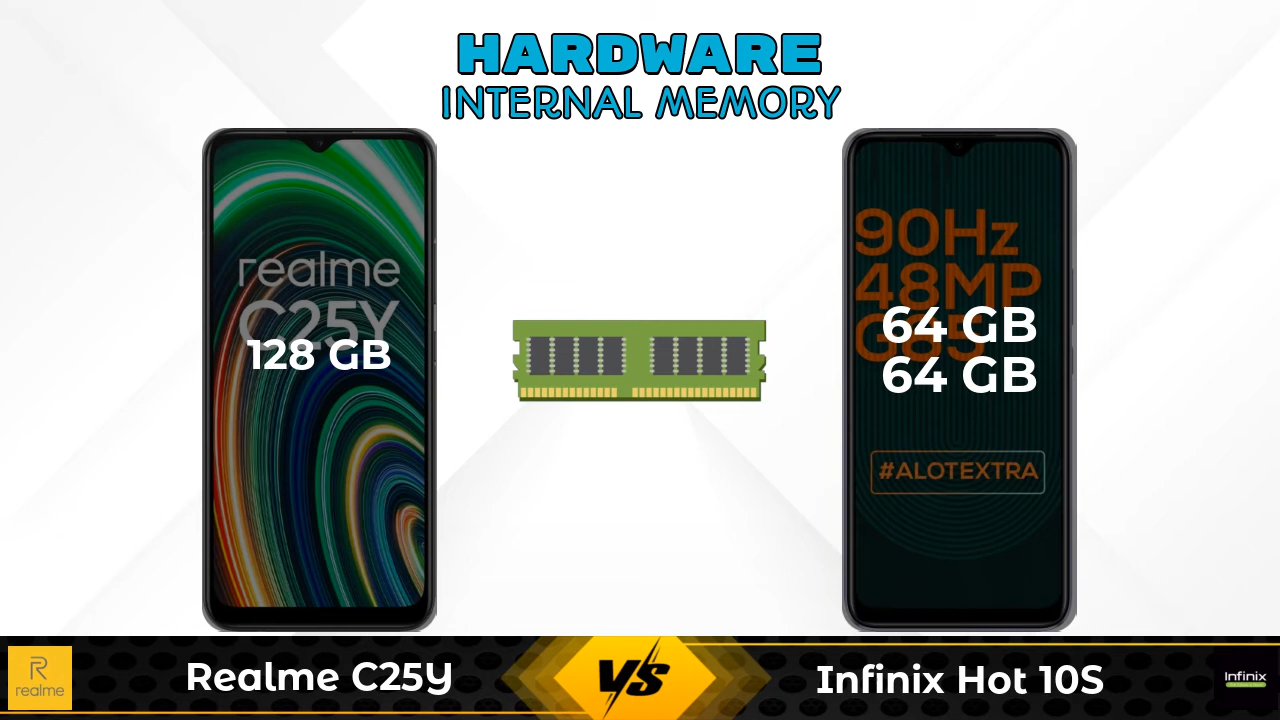 HARDWARE
INTERNAL MEMORY
realme
C25Y
128 GB
90Hz
48MP
G85
64 GB
64 GB
#ALOTEXTRA
R
realme
Realme C25Y
VS
Infinix Hot 10S
Infinix